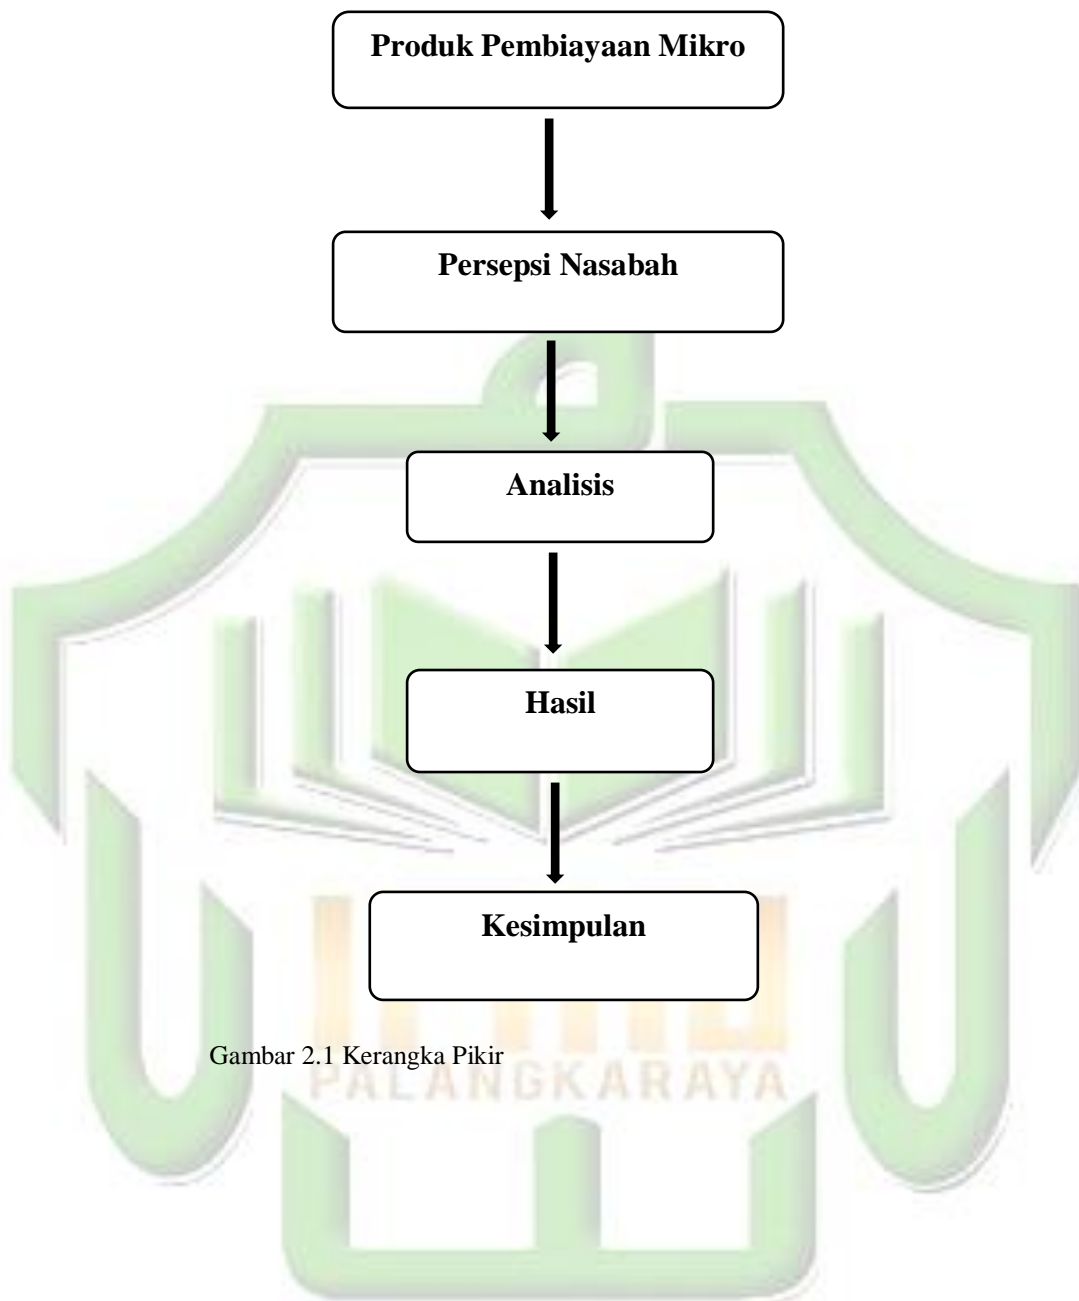 Produk Pembiayaan Mikro
Persepsi Nasabah
Analisis
Hasil
Kesimpulan
Gambar 2.1 Kerangka Pikir
PALANGKARAYA